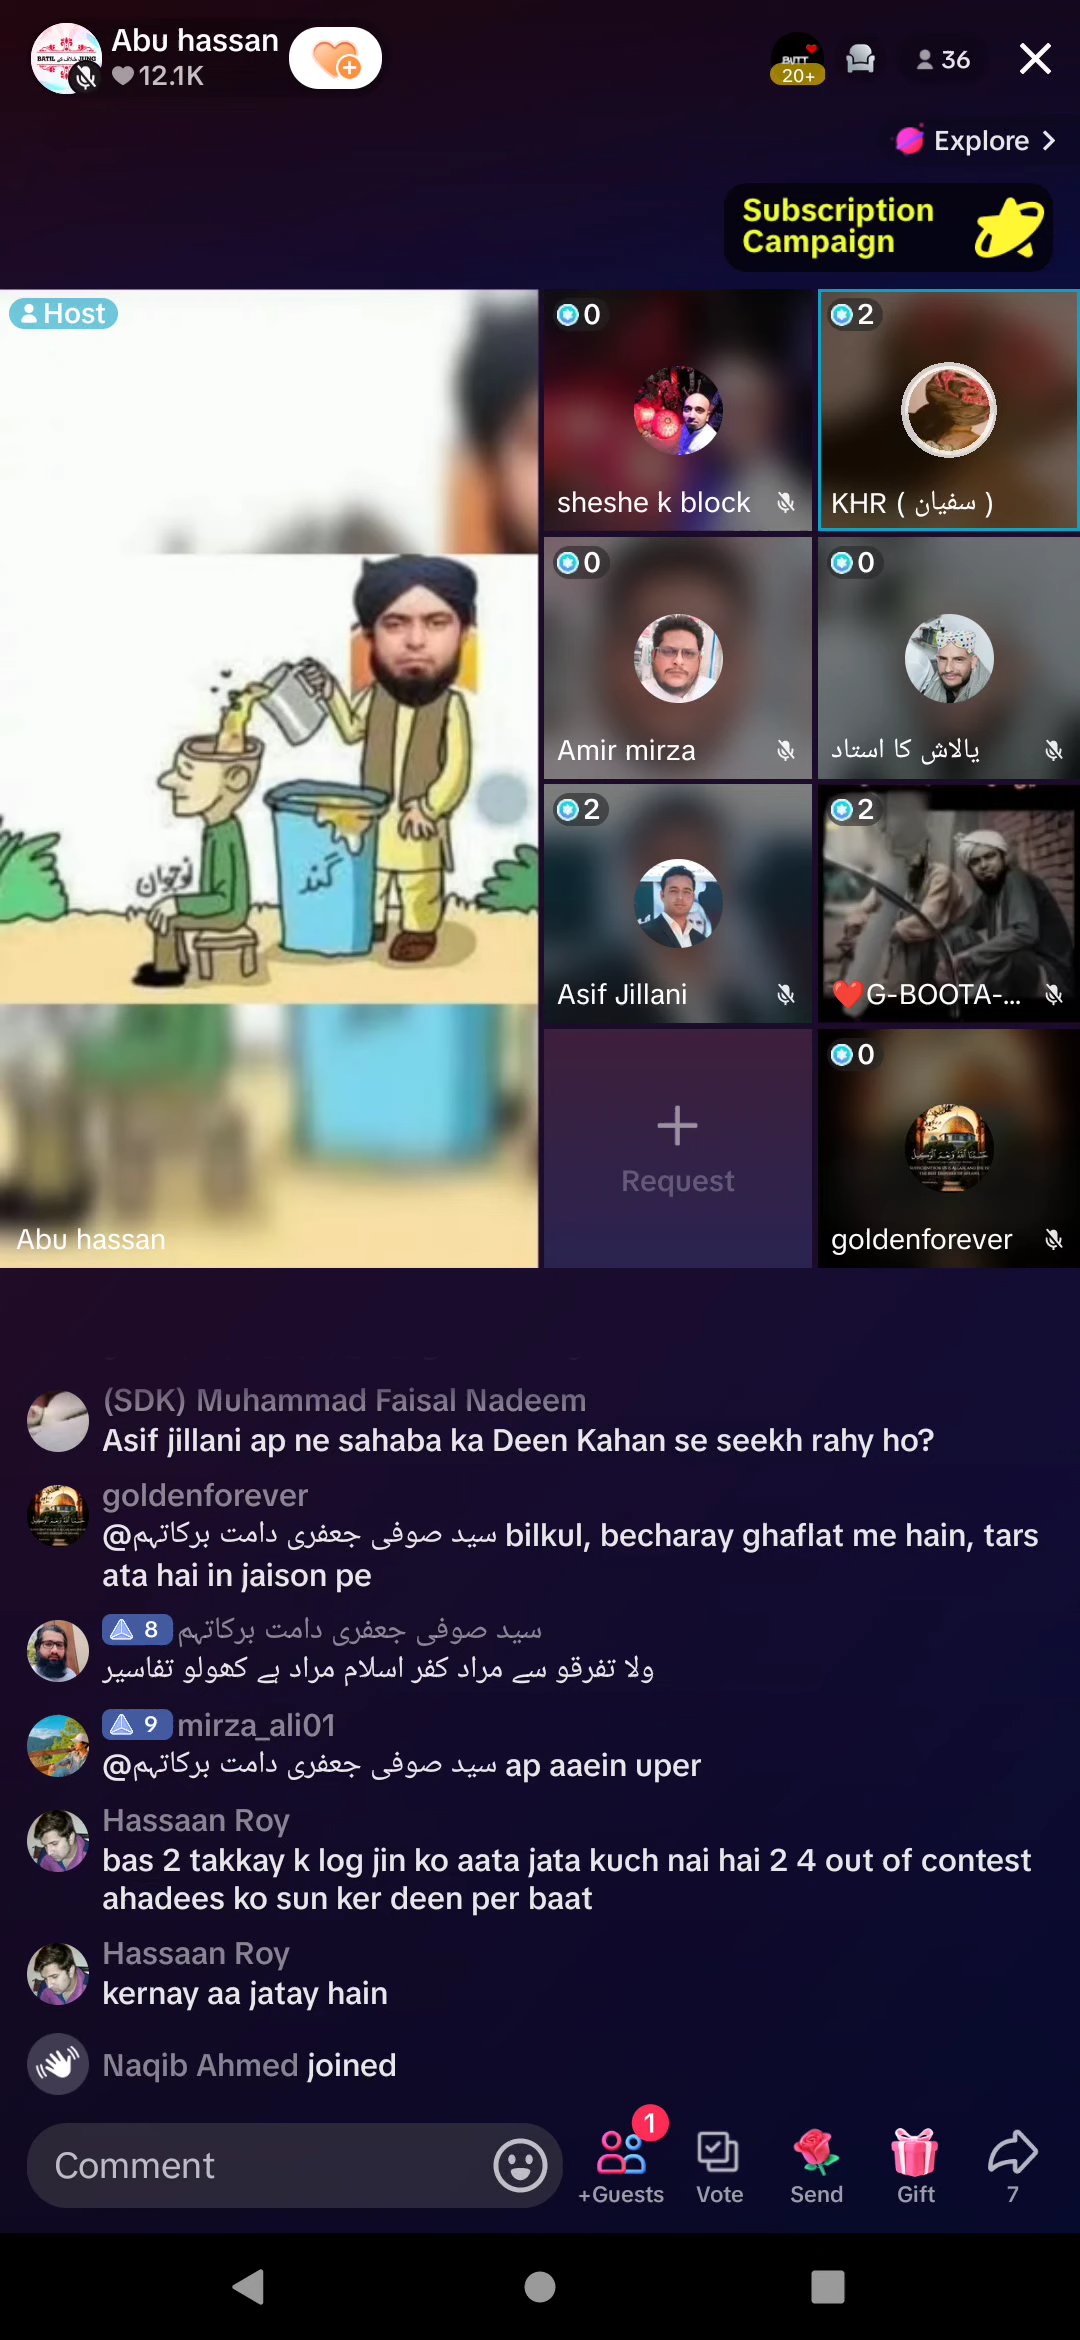 Abu hassan
12.1K
20+
36
Explore
Subscription
Campaign
Host
0
2
sheshe k block
KHR ( سفیان )
0
0
Amir mirza
یالاش کا استاد
نوجوان
گند
2
2
Asif Jillani
❤️G-BOOTA-...
0
Request
Abu hassan
goldenforever
(SDK) Muhammad Faisal Nadeem
Asif jillani ap ne sahaba ka Deen Kahan se seekh rahy ho?
goldenforever
@سید صوفی جعفری دامت برکاتہم bilkul, becharay ghaflat me hain, tars
ata hai in jaison pe
8 سید صوفی جعفری دامت برکاتہم
ولا تفرقو سے مراد کفر اسلام مراد ہے کھولو تفاسیر
9 mirza_ali01
@سید صوفی جعفری دامت برکاتہم ap aaein uper
Hassaan Roy
bas 2 takkay k log jin ko aata jata kuch nai hai 2 4 out of contest
ahadees ko sun ker deen per baat
Hassaan Roy
kernay aa jatay hain
Naqib Ahmed joined
Comment
1
+Guests
Vote
Send
Gift
7